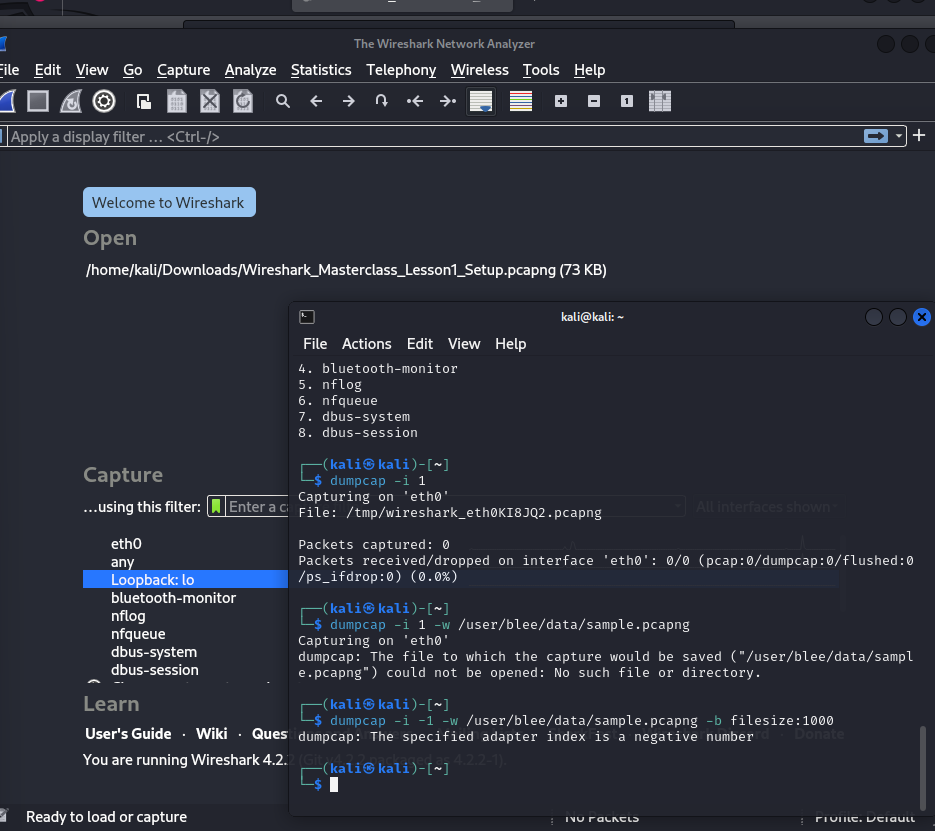 The Wireshark Network Analyzer
File Edit View Go Capture Analyze Statistics Telephony Wireless Tools Help
Apply a display filter … <Ctrl-/>
Welcome to Wireshark
Open
/home/kali/Downloads/Wireshark_Masterclass_Lesson1_Setup.pcapng (73 KB)
Capture
…using this filter: Enter a ca
All interfaces shown
eth0
any
Loopback: lo
bluetooth-monitor
nflog
nfqueue
dbus-system
dbus-session
Learn
User's Guide · Wiki · Quest
Donate
You are running Wireshark 4.2.2
Ready to load or capture
No Packets
Profile: Default
kali@kali: ~
File Actions Edit View Help
4. bluetooth-monitor
5. nflog
6. nfqueue
7. dbus-system
8. dbus-session
┌──(kali㉿kali)-[~]
└─$ dumpcap -i 1
Capturing on 'eth0'
File: /tmp/wireshark_eth0KI8JQ2.pcapng
Packets captured: 0
Packets received/dropped on interface 'eth0': 0/0 (pcap:0/dumpcap:0/flushed:0
/ps_ifdrop:0) (0.0%)
┌──(kali㉿kali)-[~]
└─$ dumpcap -i 1 -w /user/blee/data/sample.pcapng
Capturing on 'eth0'
dumpcap: The file to which the capture would be saved ("/user/blee/data/sampl
e.pcapng") could not be opened: No such file or directory.
┌──(kali㉿kali)-[~]
└─$ dumpcap -i -1 -w /user/blee/data/sample.pcapng -b filesize:1000
dumpcap: The specified adapter index is a negative number
┌──(kali㉿kali)-[~]
└─$